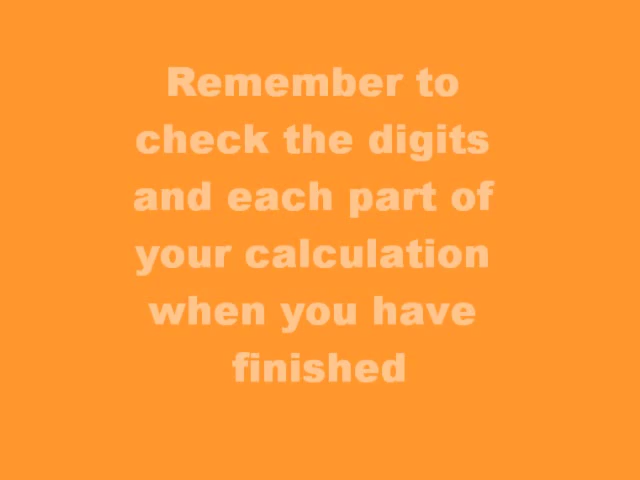 Remember to
check the digits
and each part of
your calculation
when you have
finished